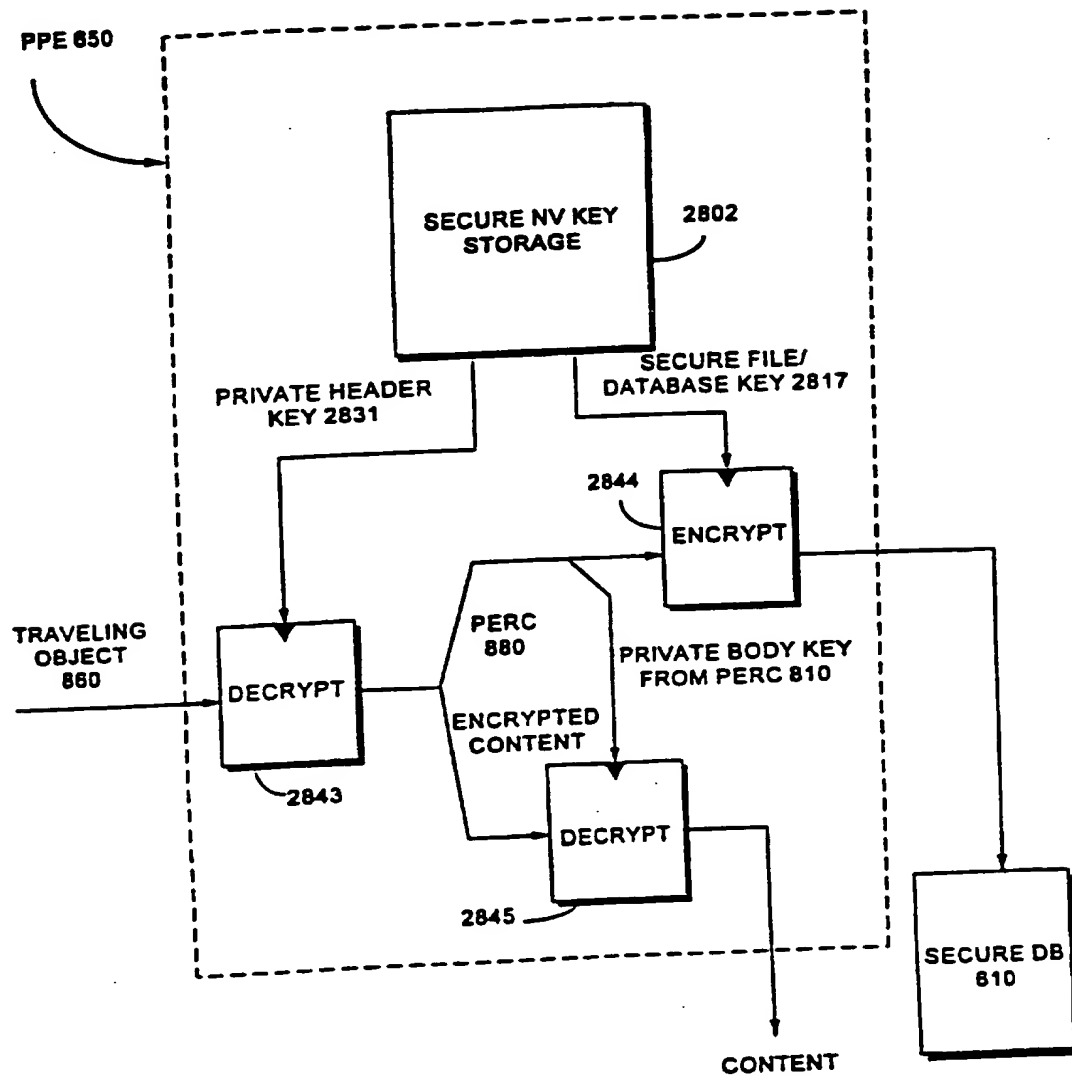 PPE 650
SECURE NV KEY
STORAGE
2802
PRIVATE HEADER
KEY 2831
SECURE FILE/
DATABASE KEY 2817
2844
ENCRYPT
TRAVELING
OBJECT
860
DECRYPT
2843
PERC
880
PRIVATE BODY KEY
FROM PERC 810
ENCRYPTED
CONTENT
DECRYPT
2845
SECURE DB
610
CONTENT